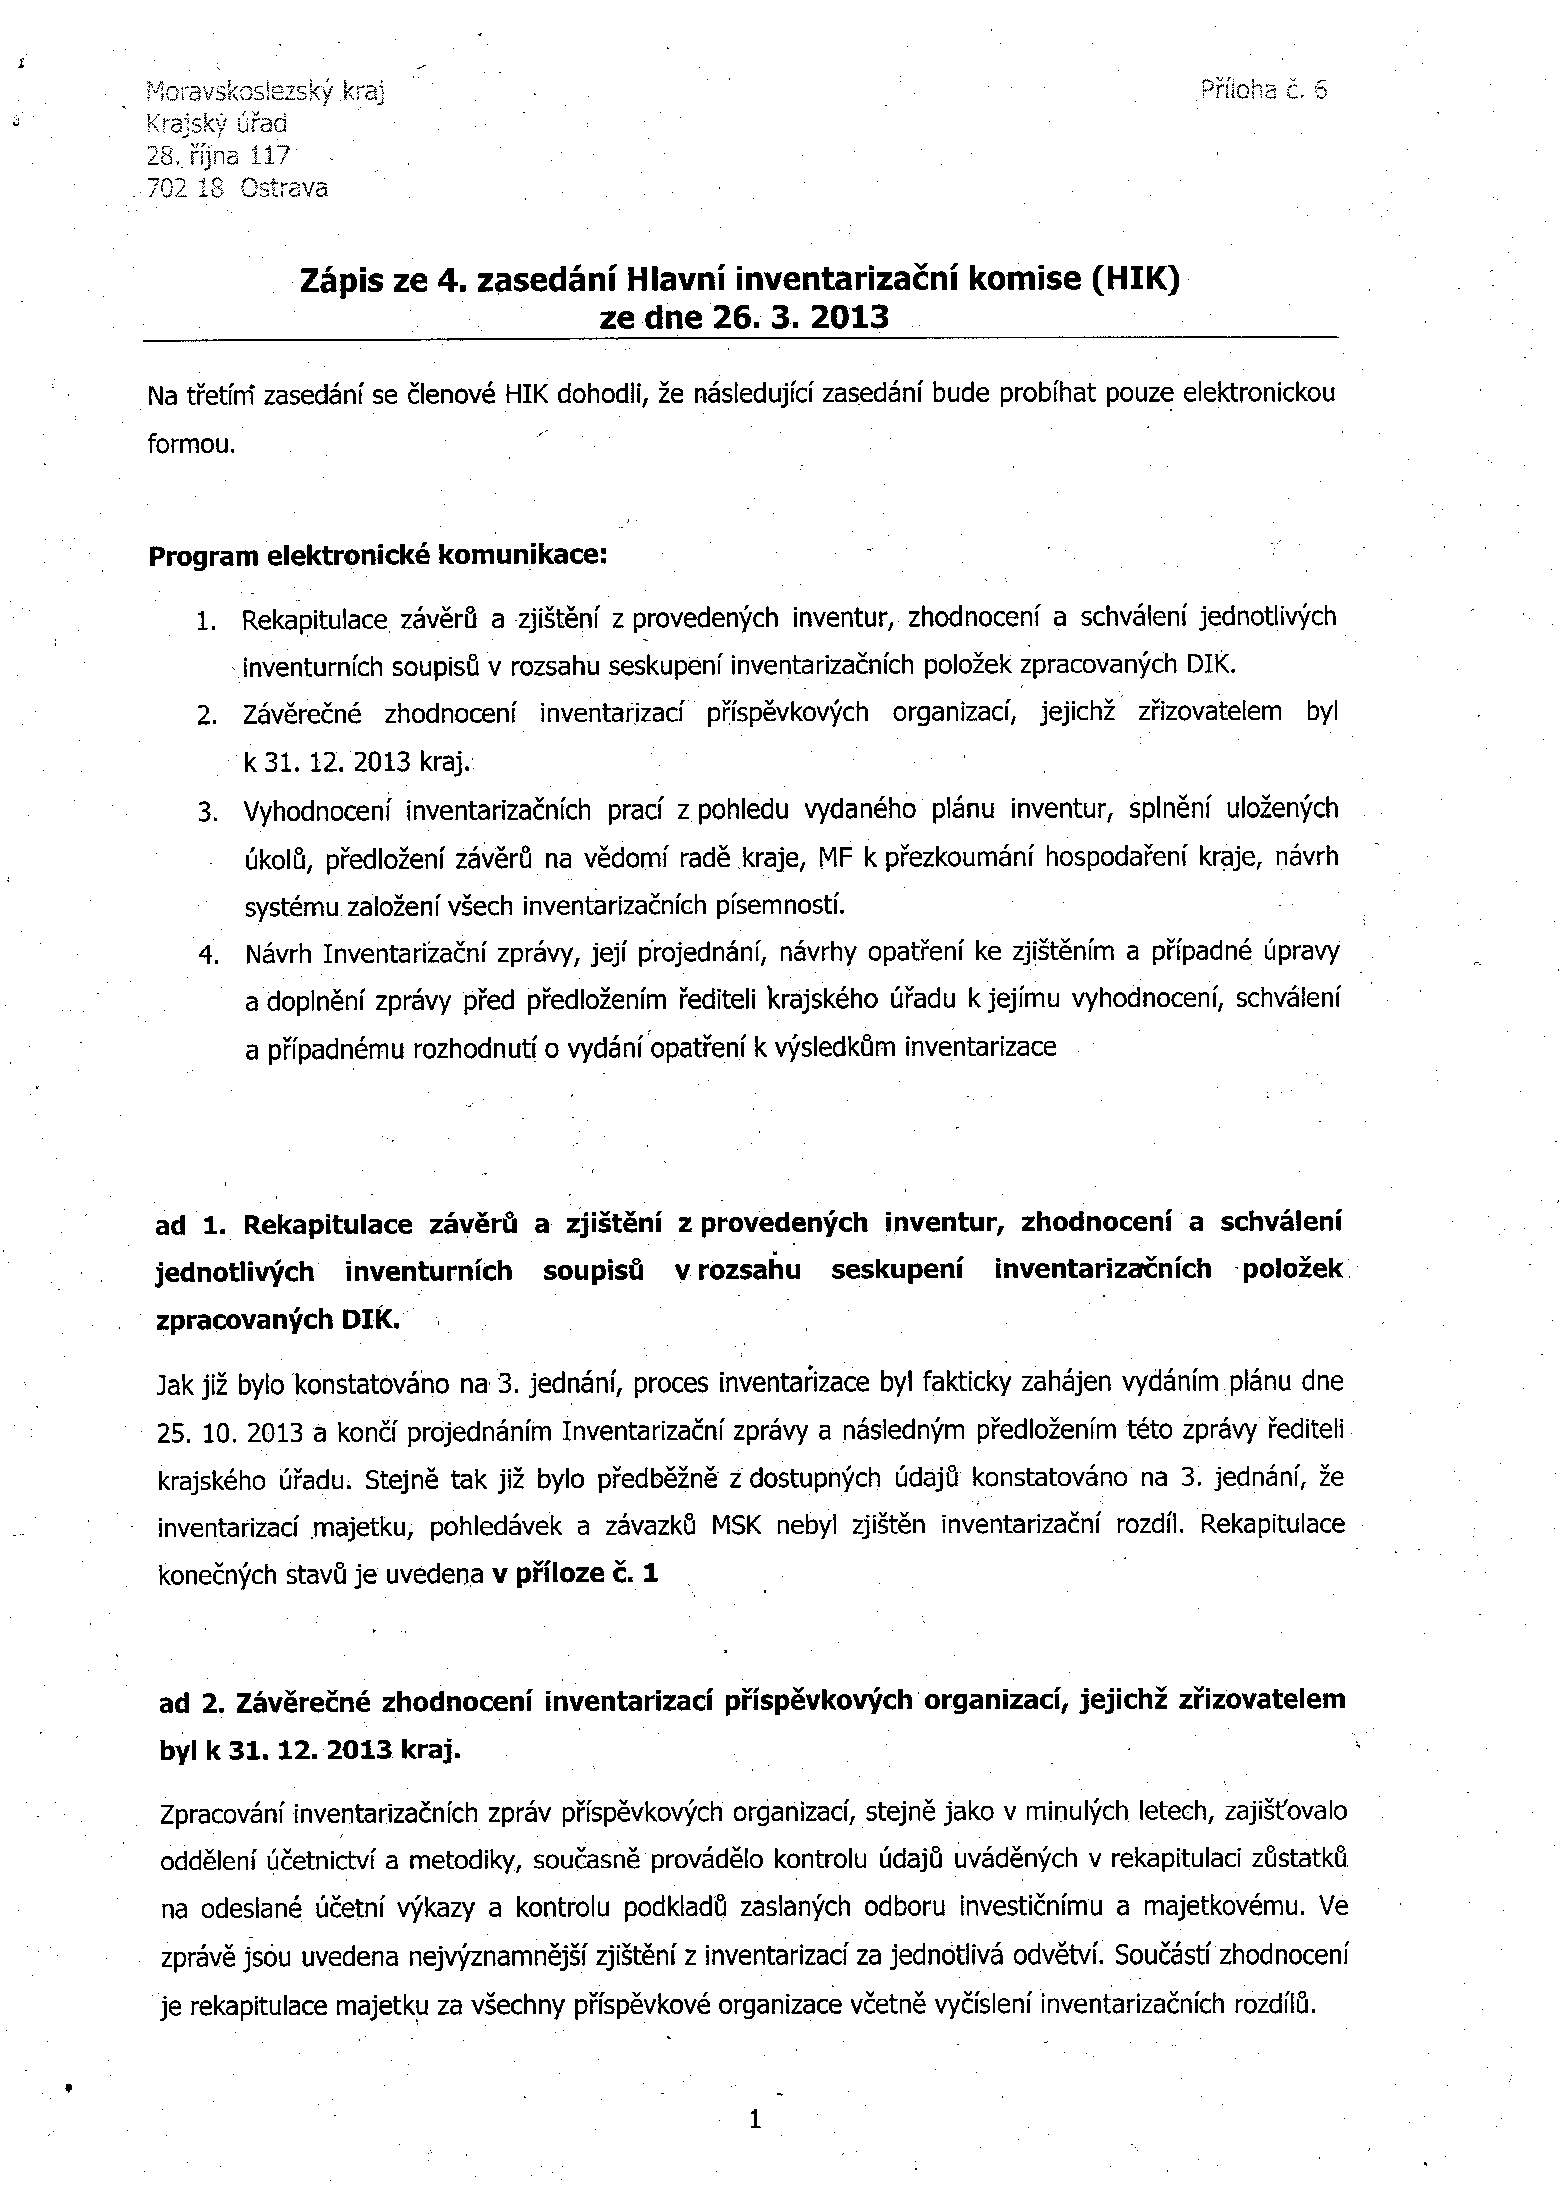 Moravskoslezský kraj
Příloha č. 6
Krajský úřad
28. října 117
702 18 Ostrava
Zápis ze 4. zasedání Hlavní inventarizační komise (HIK)
ze dne 26. 3. 2013
Na třetím zasedání se členové HIK dohodli, že následující zasedání bude probíhat pouze elektronickou
formou.
Program elektronické komunikace:
1. Rekapitulace závěrů a zjištění z provedených inventur, zhodnocení a schválení jednotlivých
inventurních soupisů v rozsahu seskupení inventarizačních položek zpracovaných DIK.
2. Závěrečné zhodnocení inventarizací příspěvkových organizací, jejichž zřizovatelem byl
k 31. 12. 2013 kraj.
3. Vyhodnocení inventarizačních prací z pohledu vydaného plánu inventur, splnění uložených
úkolů, předložení závěrů na vědomí radě kraje, MF k přezkoumání hospodaření kraje, návrh
systému založení všech inventarizačních písemností.
4. Návrh Inventarizační zprávy, její projednání, návrhy opatření ke zjištěním a případné úpravy
a doplnění zprávy před předložením řediteli krajského úřadu k jejímu vyhodnocení, schválení
a případnému rozhodnutí o vydání opatření k výsledkům inventarizace
ad 1. Rekapitulace závěrů a zjištění z provedených inventur, zhodnocení a schválení
jednotlivých inventurních soupisů v rozsahu seskupení inventarizačních položek
zpracovaných DIK.
Jak již bylo konstatováno na 3. jednání, proces inventarizace byl fakticky zahájen vydáním plánu dne
25. 10. 2013 a končí projednáním Inventarizační zprávy a následným předložením této zprávy řediteli
krajského úřadu. Stejně tak již bylo předběžně z dostupných údajů konstatováno na 3. jednání, že
inventarizací majetku, pohledávek a závazků MSK nebyl zjištěn inventarizační rozdíl. Rekapitulace
konečných stavů je uvedena v příloze č. 1
ad 2. Závěrečné zhodnocení inventarizací příspěvkových organizací, jejichž zřizovatelem
byl k 31. 12. 2013 kraj.
Zpracování inventarizačních zpráv příspěvkových organizací, stejně jako v minulých letech, zajišťovalo
oddělení účetnictví a metodiky, současně provádělo kontrolu údajů uváděných v rekapitulaci zůstatků
na odeslané účetní výkazy a kontrolu podkladů zaslaných odboru investičnímu a majetkovému. Ve
zprávě jsou uvedena nejvýznamnější zjištění z inventarizací za jednotlivá odvětví. Součástí zhodnocení
je rekapitulace majetku za všechny příspěvkové organizace včetně vyčíslení inventarizačních rozdílů.
1